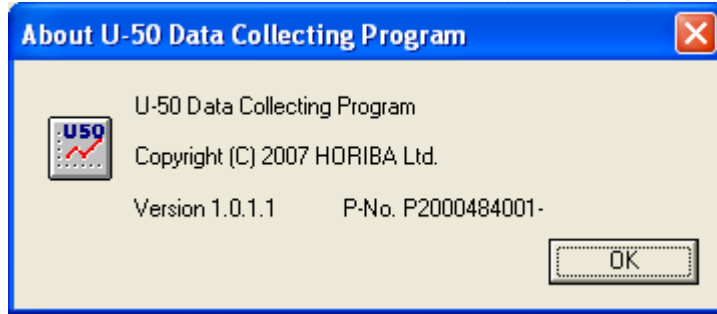 About U-50 Data Collecting Program
U50
U-50 Data Collecting Program
Copyright (C) 2007 HORIBA Ltd.
Version 1.0.1.1 P-No. P2000484001-
OK